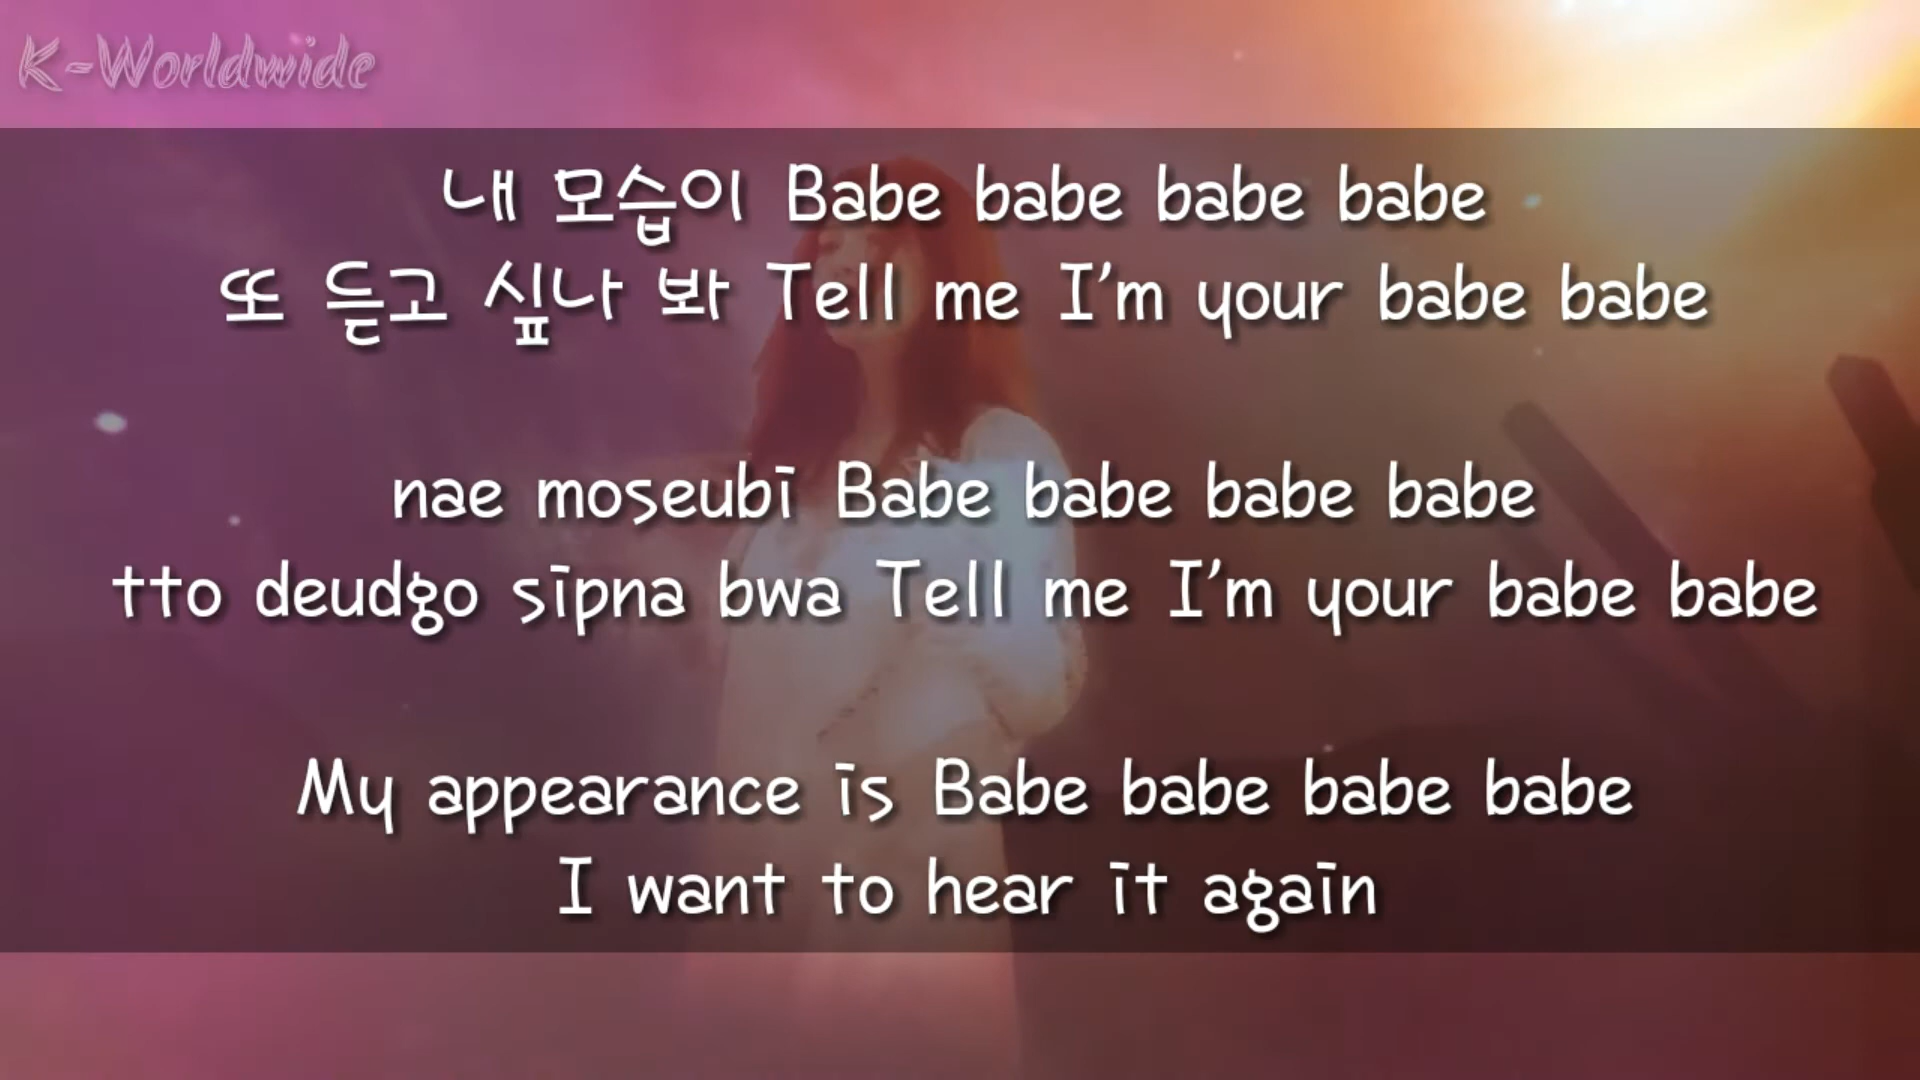 K-Worldwide
내 모습이 Babe babe babe babe
또 듣고 싶나 봐 Tell me I'm your babe babe
nae moseubi Babe babe babe babe
tto deudgo sipna bwa Tell me I'm your babe babe
My appearance is Babe babe babe babe
I want to hear it again